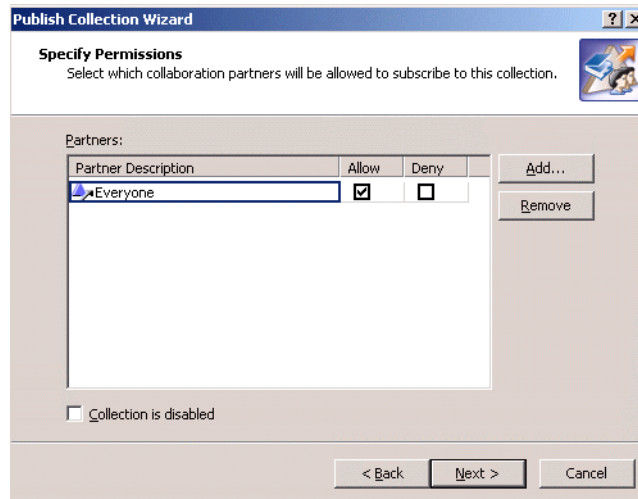 Publish Collection Wizard
Specify Permissions
Select which collaboration partners will be allowed to subscribe to this collection.
Partners:
Partner Description Allow Deny
Everyone
Add...
Remove
Collection is disabled
< Back Next > Cancel